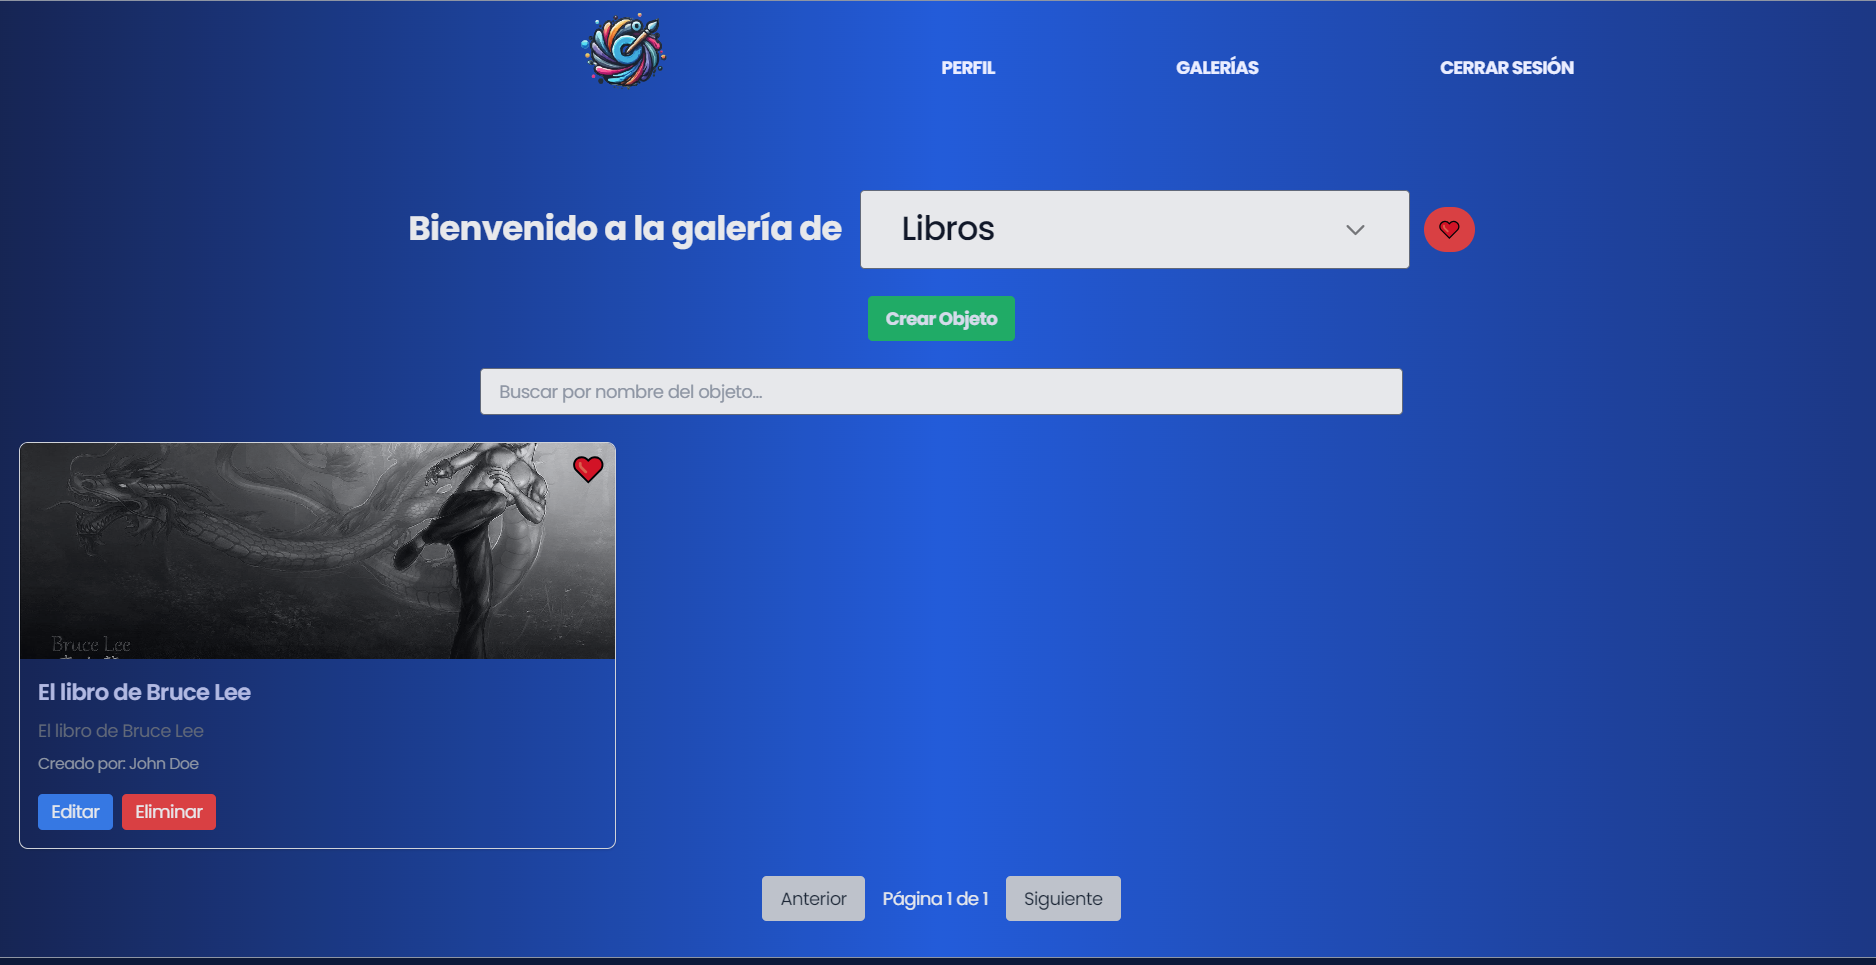 PERFIL
GALERÍAS
CERRAR SESIÓN
Bienvenido a la galería de
Libros
Crear Objeto
Buscar por nombre del objeto...
Bruce Lee
El libro de Bruce Lee
El libro de Bruce Lee
Creado por: John Doe
Editar
Eliminar
Anterior
Página 1 de 1
Siguiente